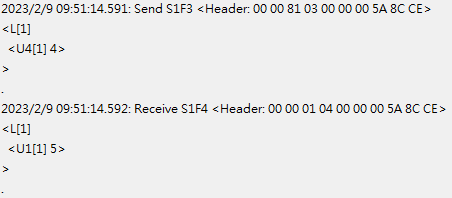 2023/2/9 09:51:14.591: Send S1F3 <Header: 00 00 81 03 00 00 00 5A 8C CE>
<L[1]
<U4[1] 4>
>
.
2023/2/9 09:51:14.592: Receive S1F4 <Header: 00 00 01 04 00 00 00 5A 8C CE>
<L[1]
<U1[1] 5>
>
.